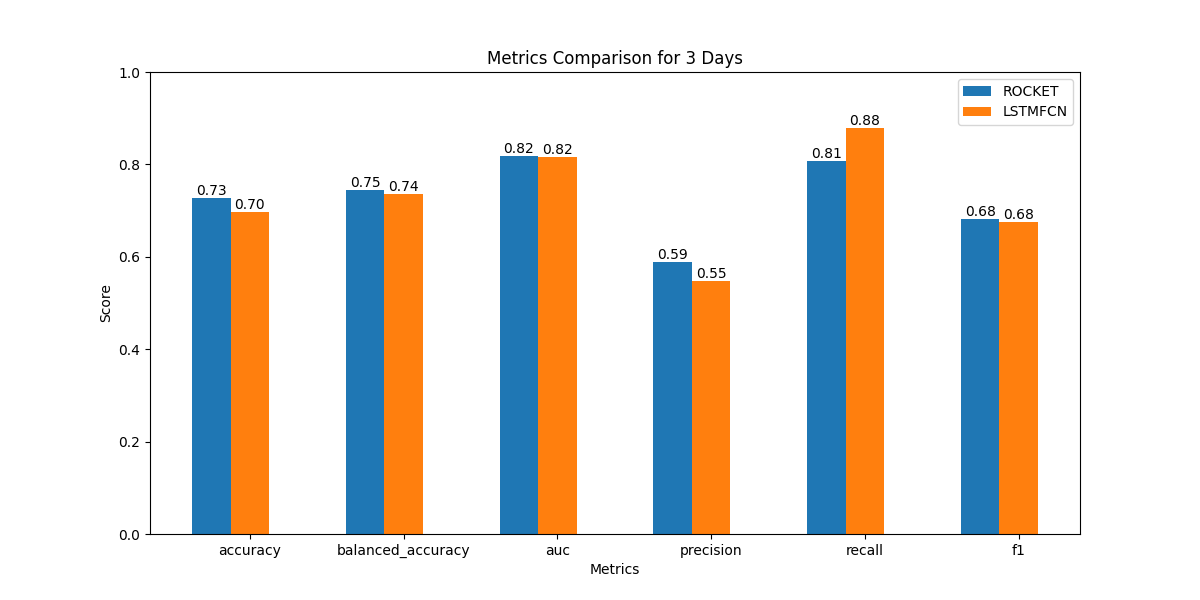 Metrics Comparison for 3 Days
1.0
0.8
0.6
0.4
0.2
0.0
Score
ROCKET
LSTMFCN
0.73
0.70
0.75
0.74
0.82
0.82
0.59
0.55
0.81
0.88
0.68
0.68
accuracy
balanced_accuracy
auc
precision
recall
f1
Metrics